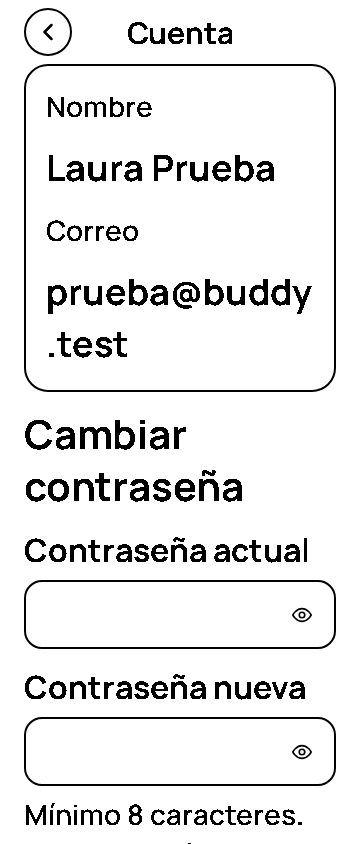 Cuenta
Nombre
Laura Prueba
Correo
prueba@buddy
.test
Cambiar
contraseña
Contraseña actual
Contraseña nueva
Mínimo 8 caracteres.